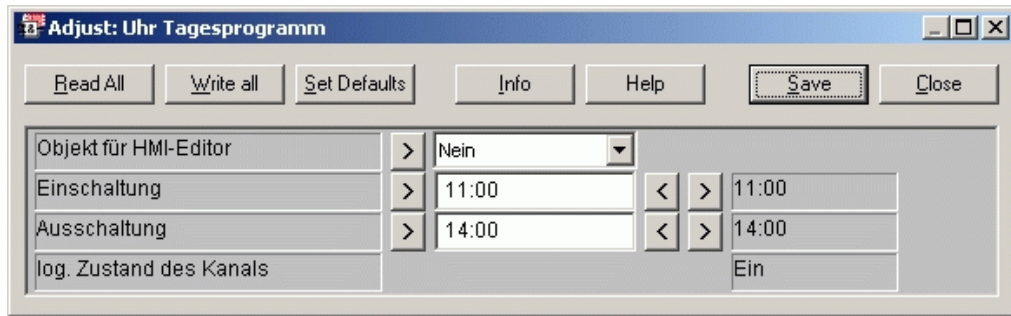 Adjust: Uhr Tagesprogramm
Read All Write all Set Defaults Info Help Save Close
Objekt für HMI-Editor > Nein
Einschaltung > 11:00 < > 11:00
Ausschaltung > 14:00 < > 14:00
log. Zustand des Kanals Ein